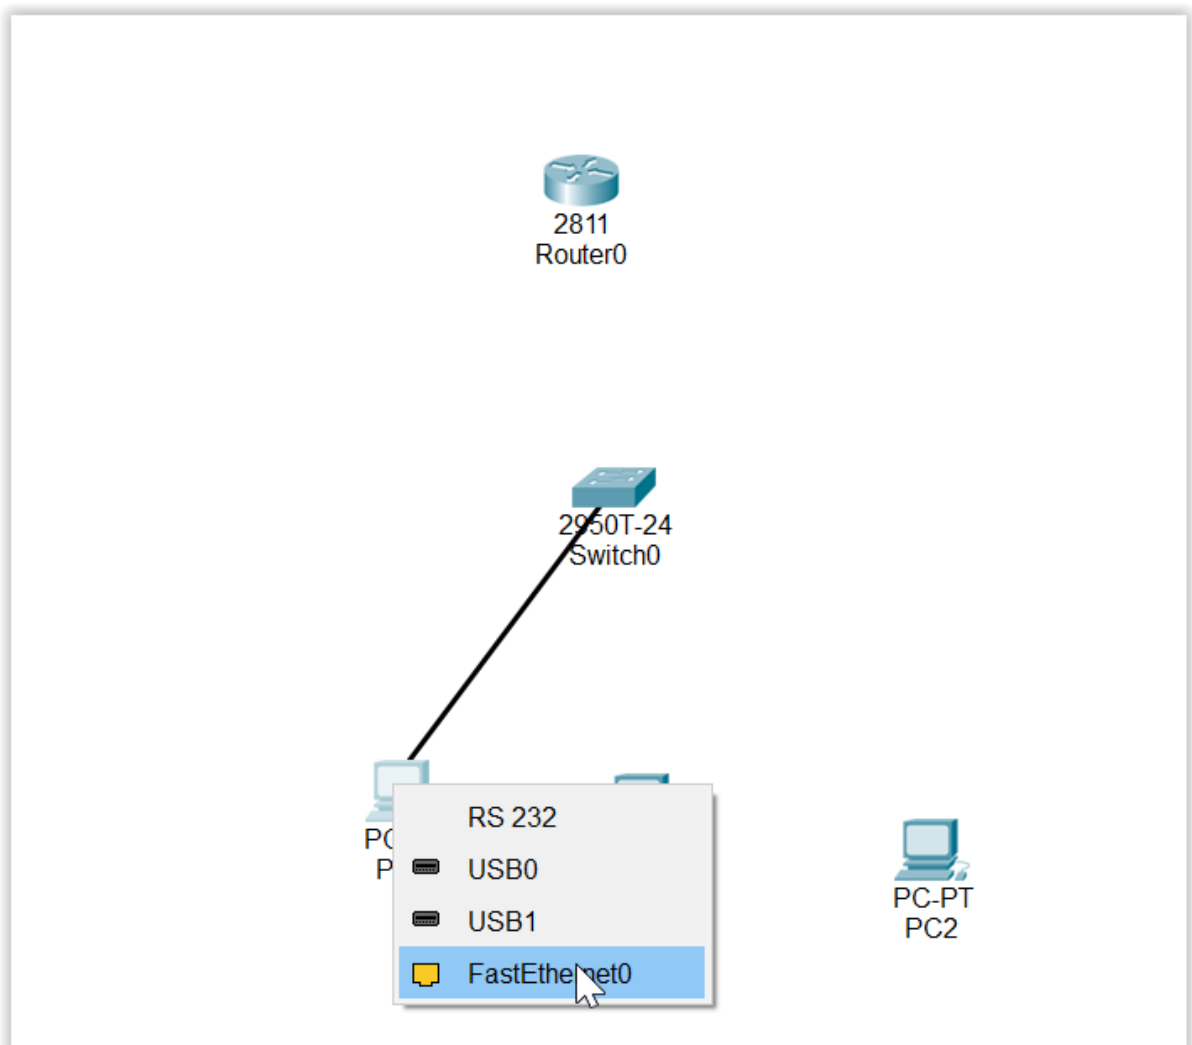 2811
Router0
2950T-24
Switch0
RS 232
USB0
USB1
FastEthernet0
PC-PT
PC2